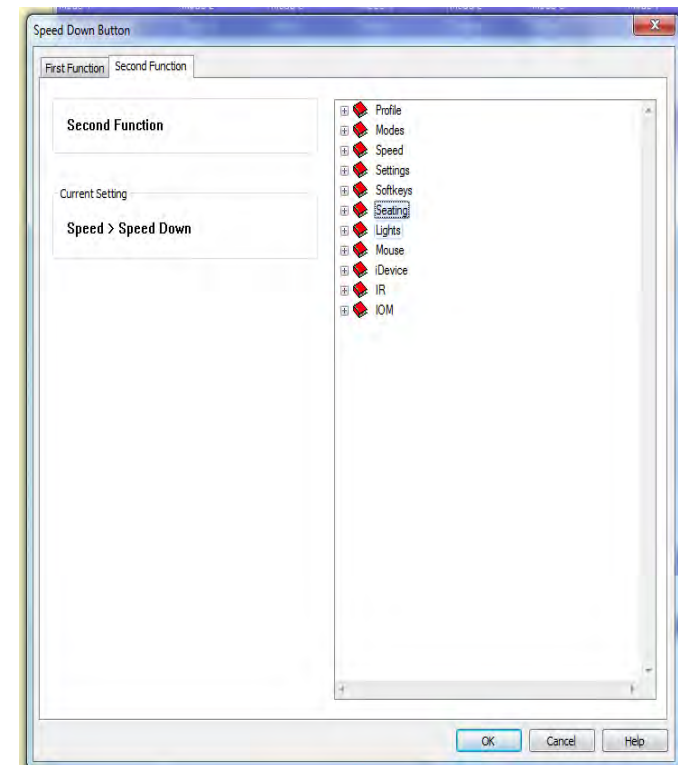 Speed Down Button
First Function
Second Function
Second Function
Current Setting
Speed > Speed Down
Profile
Modes
Speed
Settings
Softkeys
Seating
Lights
Mouse
iDevice
IR
IOM
OK
Cancel
Help